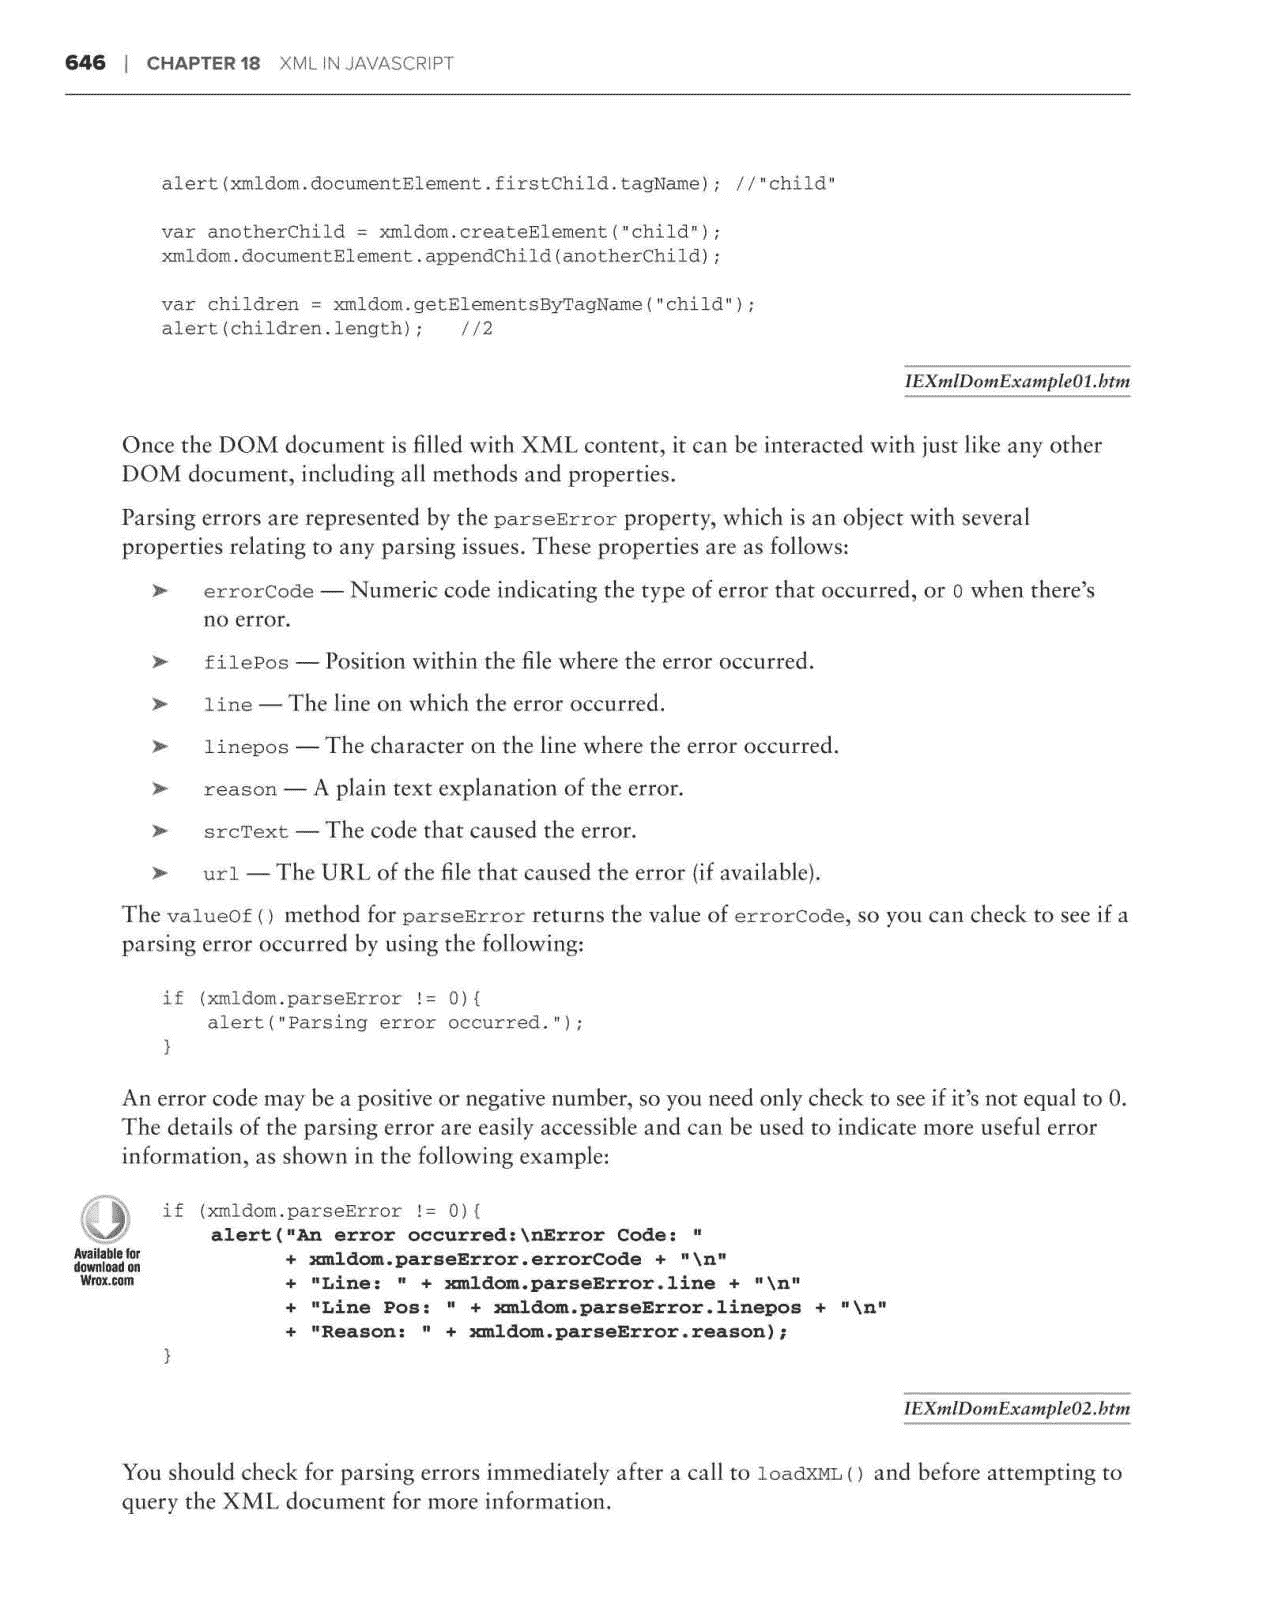 646 | CHAPTER 18 XML IN JAVASCRIPT
alert(xmldom.documentElement.firstChild.tagName); //"child"
var anotherChild = xmldom.createElement("child");
xmldom.documentElement.appendChild(anotherChild);
var children = xmldom.getElementsByTagName("child");
alert(children.length);   //2
IEXmlDomExample01.htm
Once the DOM document is filled with XML content, it can be interacted with just like any other
DOM document, including all methods and properties.
Parsing errors are represented by the parseError property, which is an object with several
properties relating to any parsing issues. These properties are as follows:
➤ errorCode — Numeric code indicating the type of error that occurred, or 0 when there's
no error.
➤ filePos — Position within the file where the error occurred.
➤ line — The line on which the error occurred.
➤ linepos — The character on the line where the error occurred.
➤ reason — A plain text explanation of the error.
➤ srcText — The code that caused the error.
➤ url — The URL of the file that caused the error (if available).
The valueOf() method for parseError returns the value of errorCode, so you can check to see if a
parsing error occurred by using the following:
if (xmldom.parseError != 0){
    alert("Parsing error occurred.");
}
An error code may be a positive or negative number, so you need only check to see if it's not equal to 0.
The details of the parsing error are easily accessible and can be used to indicate more useful error
information, as shown in the following example:
Available for
download on
Wrox.com
if (xmldom.parseError != 0){
    alert("An error occurred:\nError Code: "
          + xmldom.parseError.errorCode + "\n"
          + "Line: " + xmldom.parseError.line + "\n"
          + "Line Pos: " + xmldom.parseError.linepos + "\n"
          + "Reason: " + xmldom.parseError.reason);
}
IEXmlDomExample02.htm
You should check for parsing errors immediately after a call to loadXML() and before attempting to
query the XML document for more information.